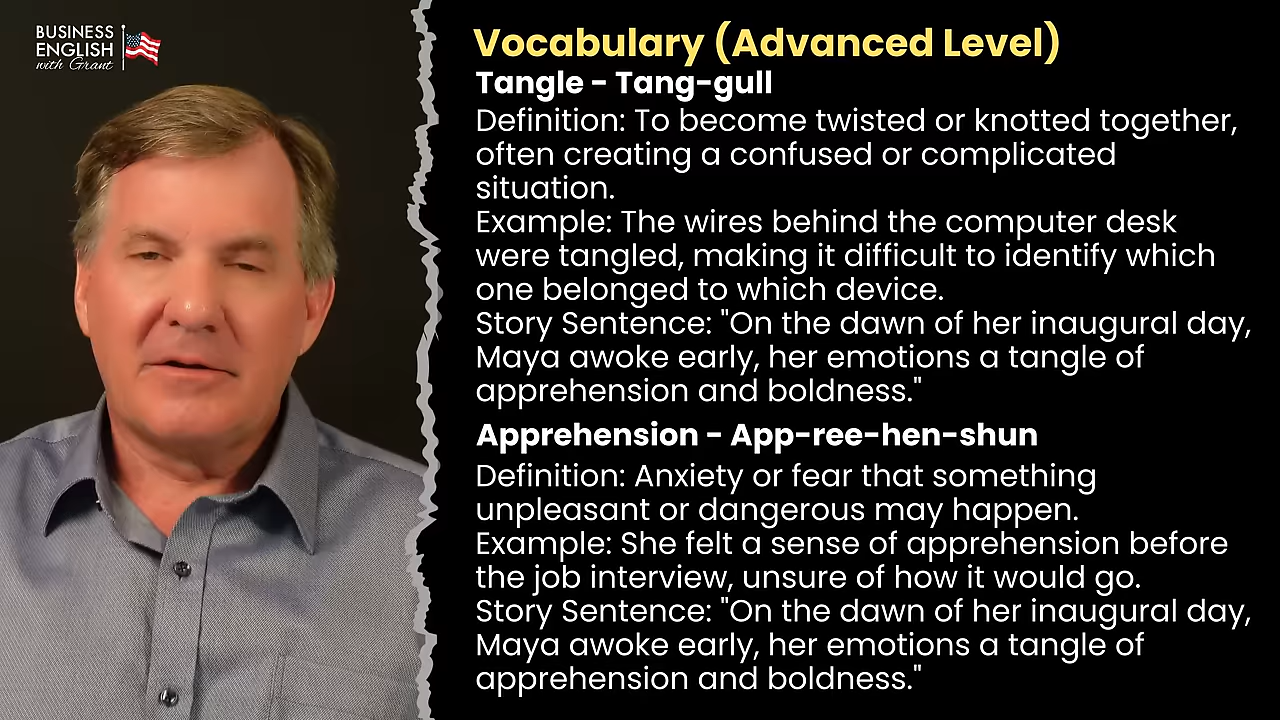 BUSINESS
ENGLISH
with Grant
Vocabulary (Advanced Level)
Tangle - Tang-gull
Definition: To become twisted or knotted together,
often creating a confused or complicated
situation.
Example: The wires behind the computer desk
were tangled, making it difficult to identify which
one belonged to which device.
Story Sentence: "On the dawn of her inaugural day,
Maya awoke early, her emotions a tangle of
apprehension and boldness."
Apprehension - App-ree-hen-shun
Definition: Anxiety or fear that something
unpleasant or dangerous may happen.
Example: She felt a sense of apprehension before
the job interview, unsure of how it would go.
Story Sentence: "On the dawn of her inaugural day,
Maya awoke early, her emotions a tangle of
apprehension and boldness."